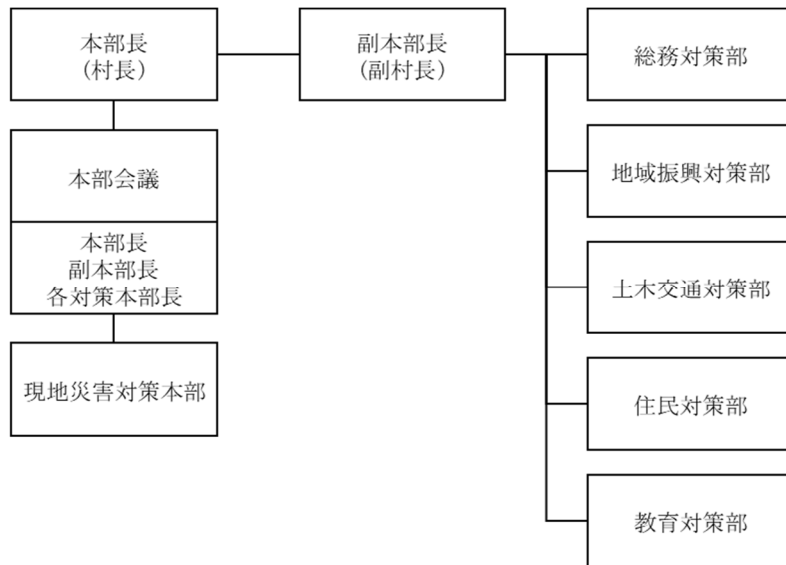 本部長
(村長)
副本部長
(副村長)
総務対策部
地域振興対策部
土木交通対策部
住民対策部
教育対策部
本部会議
本部長
副本部長
各対策本部長
現地災害対策本部